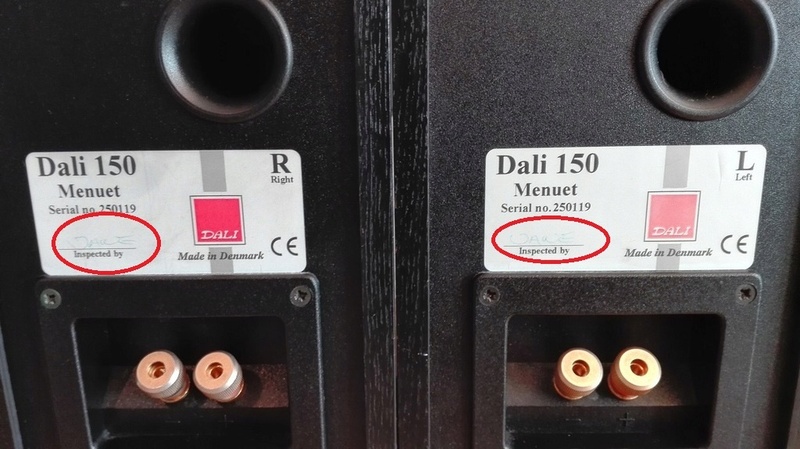 Dali 150
Menuet
Serial no. 250119
Inspected by
R
Right
DALI
Made in Denmark
CE
Dali 150
Menuet
Serial no. 250119
Inspected by
L
Left
DALI
Made in Denmark
CE